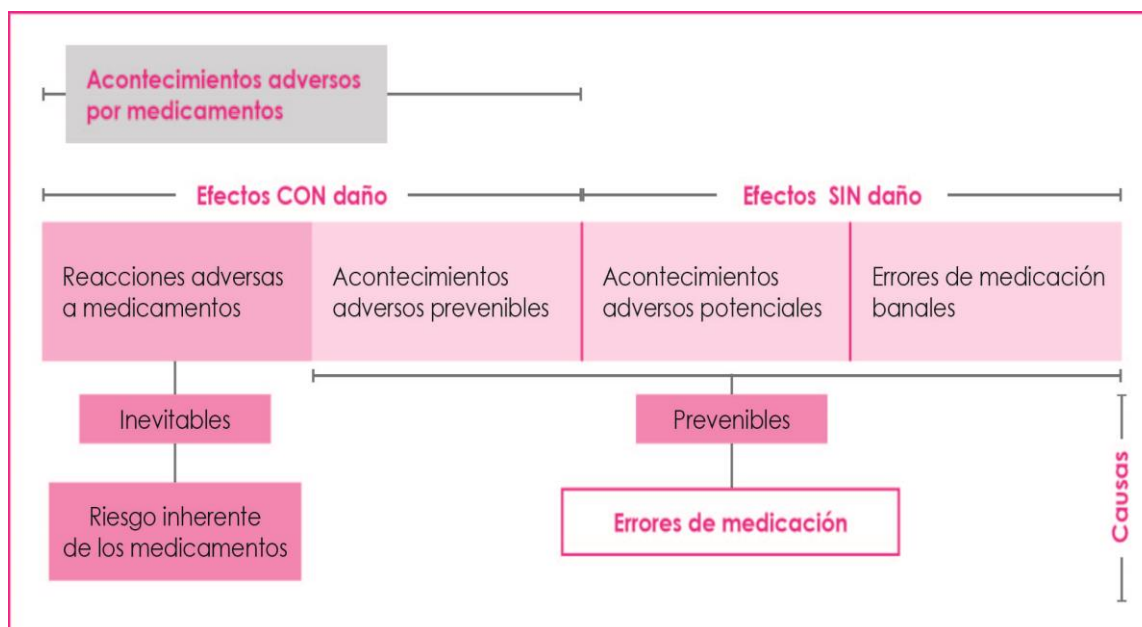 Acontecimientos adversos
por medicamentos
Efectos CON daño
Efectos SIN daño
Reacciones adversas
a medicamentos
Acontecimientos
adversos prevenibles
Acontecimientos
adversos potenciales
Errores de medicación
banales
Inevitables
Prevenibles
Riesgo inherente
de los medicamentos
Errores de medicación
Causas